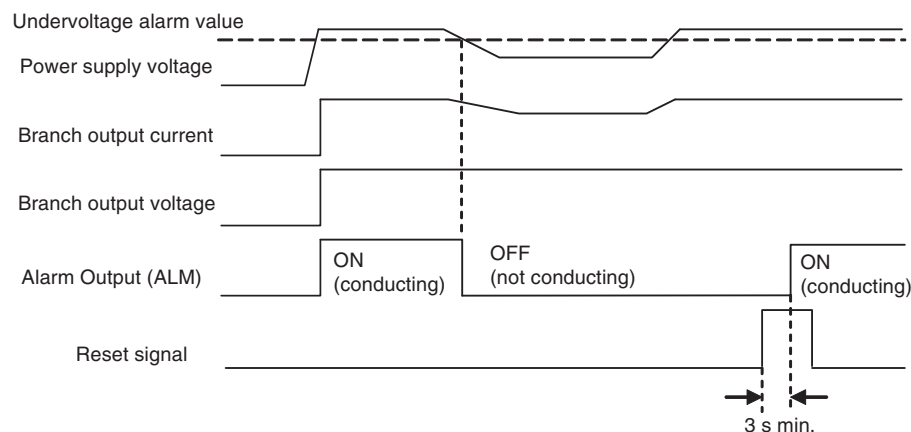 Undervoltage alarm value
Power supply voltage
Branch output current
Branch output voltage
Alarm Output (ALM)
ON
(conducting)
OFF
(not conducting)
ON
(conducting)
Reset signal
3 s min.